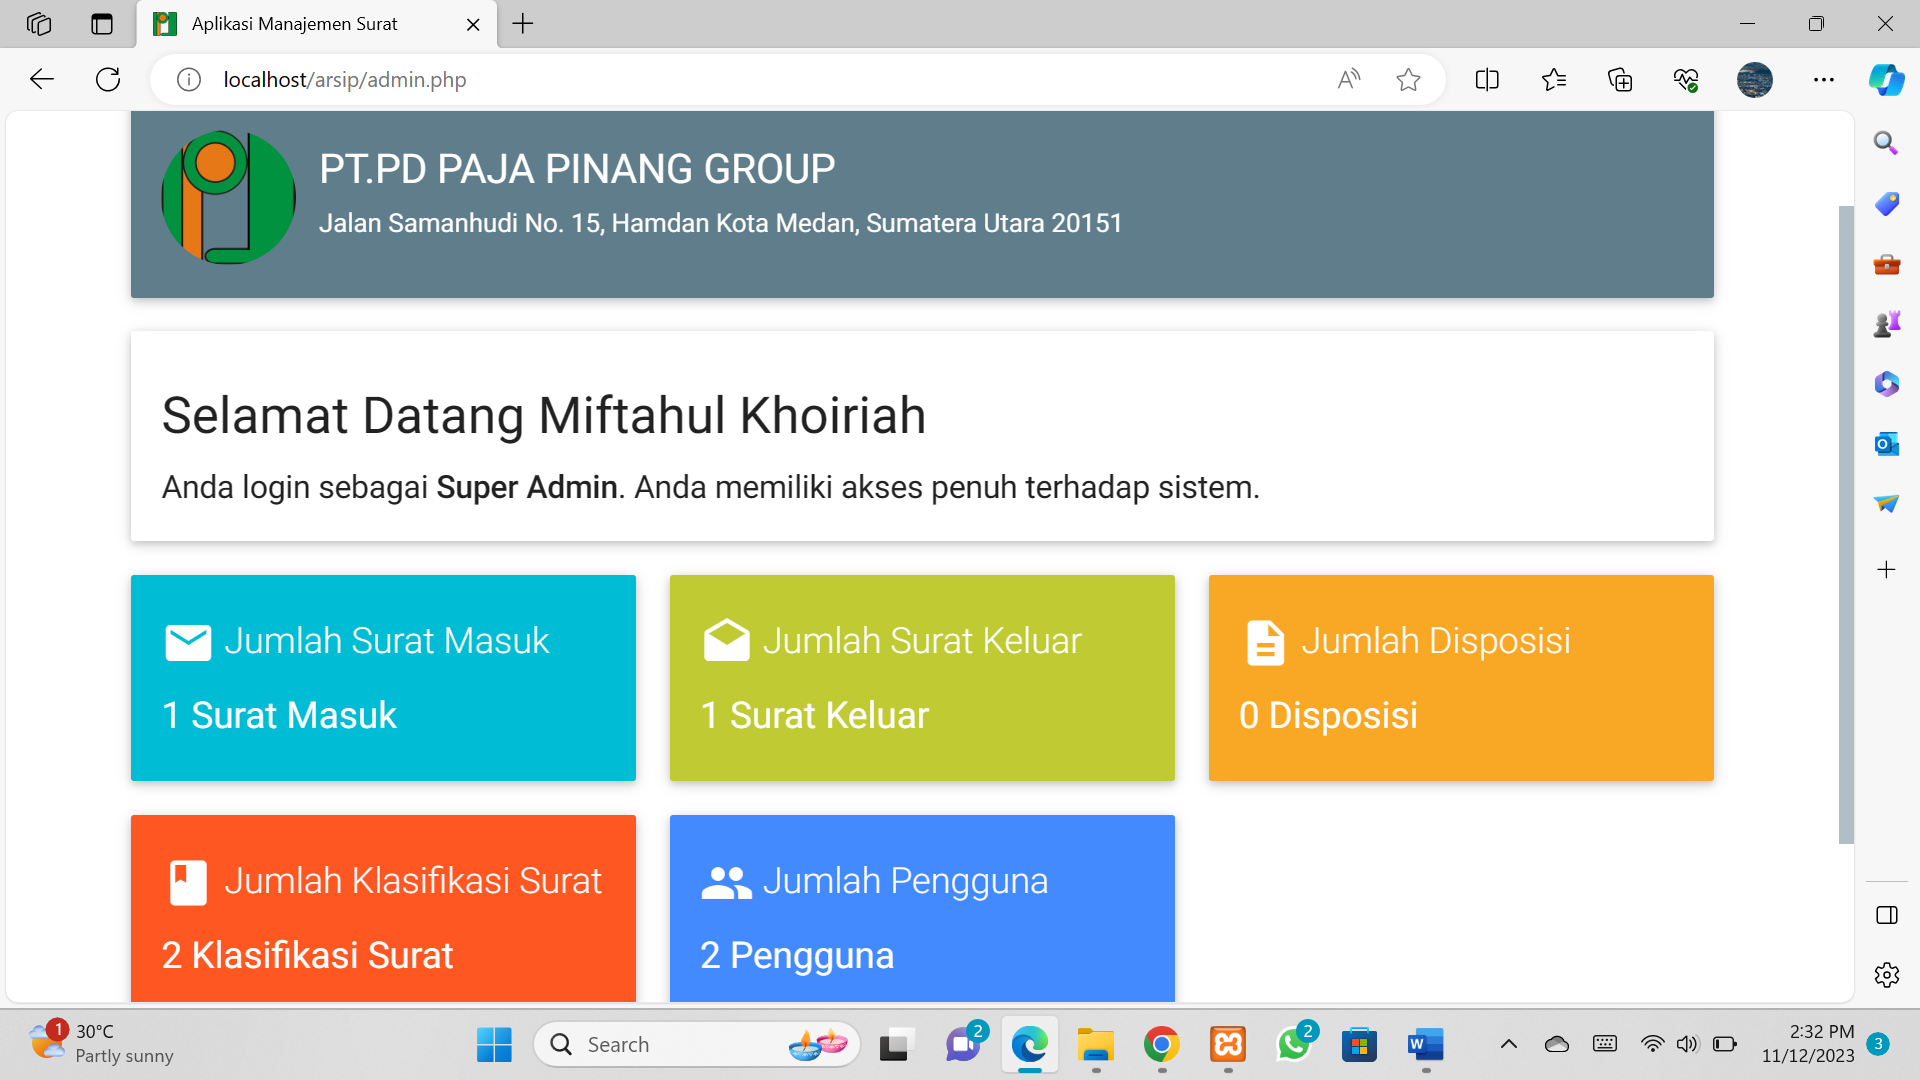 Aplikasi Manajemen Surat
localhost/arsip/admin.php
PT.PD PAJA PINANG GROUP
Jalan Samanhudi No. 15, Hamdan Kota Medan, Sumatera Utara 20151
Selamat Datang Miftahul Khoiriah
Anda login sebagai Super Admin. Anda memiliki akses penuh terhadap sistem.
Jumlah Surat Masuk
1 Surat Masuk
Jumlah Surat Keluar
1 Surat Keluar
Jumlah Disposisi
0 Disposisi
Jumlah Klasifikasi Surat
2 Klasifikasi Surat
Jumlah Pengguna
2 Pengguna
1
30°C
Partly sunny
Search
2
2
2:32 PM
11/12/2023
3